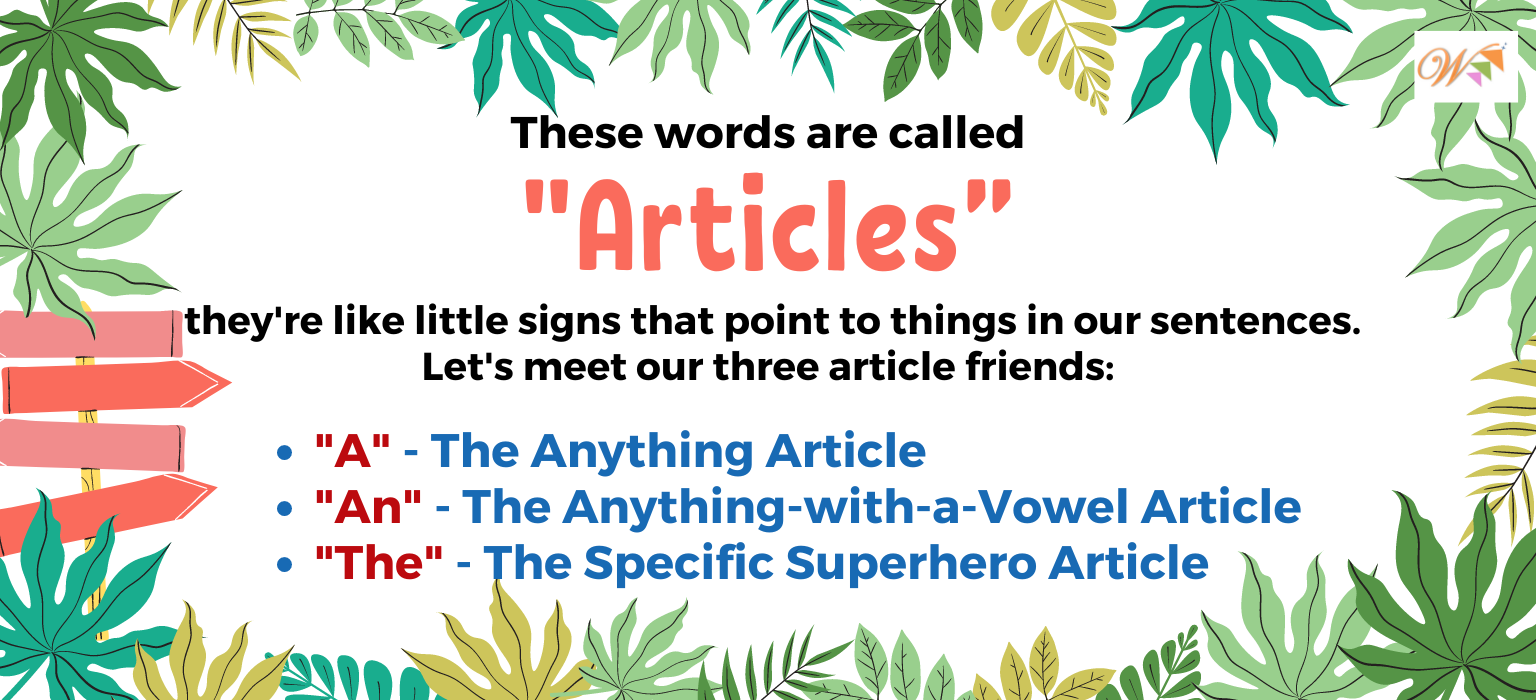 W
These words are called
"Articles”
they're like little signs that point to things in our sentences.
Let's meet our three article friends:
• "A" - The Anything Article
• "An" - The Anything-with-a-Vowel Article
• "The" - The Specific Superhero Article